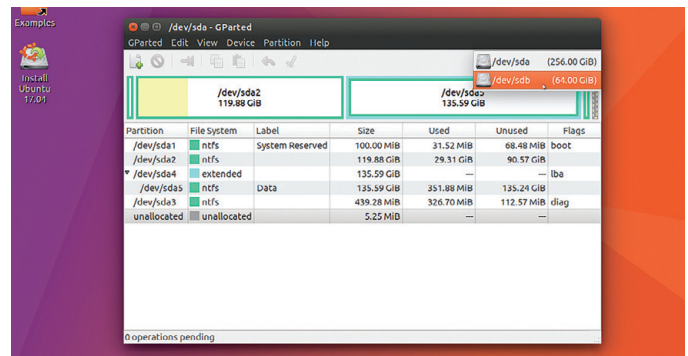 Examples
Install
Ubuntu
17.04
/dev/sda - GParted
GParted Edit View Device Partition Help
/dev/sda (256.00 GiB)
/dev/sdb (64.00 GiB)
/dev/sda2
119.88 GiB
/dev/sda5
135.59 GiB
Partition File System Label Size Used Unused Flags
/dev/sda1 ntfs System Reserved 100.00 MiB 31.52 MiB 68.48 MiB boot
/dev/sda2 ntfs 119.88 GiB 29.31 GiB 90.57 GiB
/dev/sda4 extended 135.59 GiB — — lba
/dev/sda5 ntfs Data 135.59 GiB 351.88 MiB 135.24 GiB
/dev/sda3 ntfs 439.28 MiB 326.70 MiB 112.57 MiB diag
unallocated unallocated 5.25 MiB — —
0 operations pending